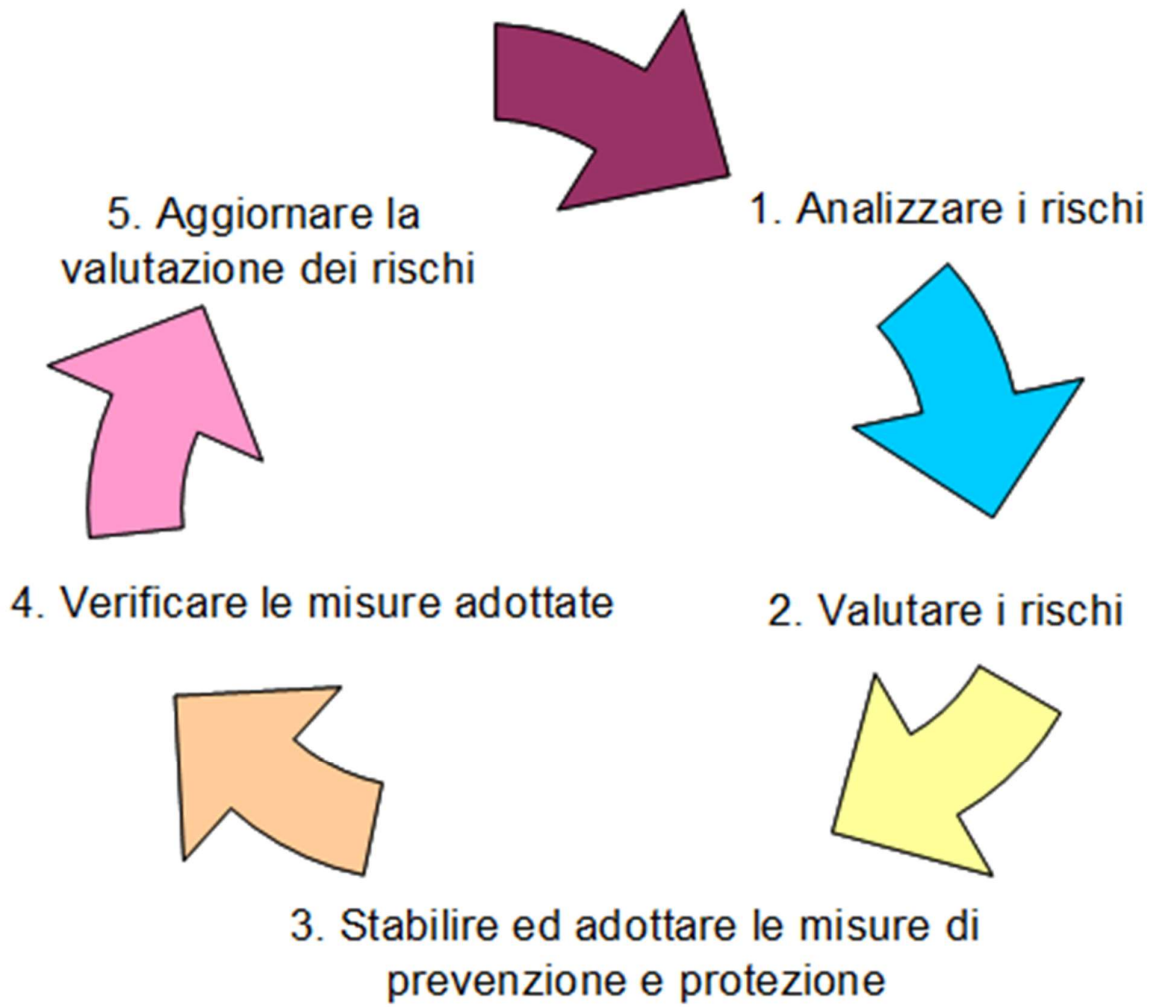 1. Analizzare i rischi
2. Valutare i rischi
3. Stabilire ed adottare le misure di
prevenzione e protezione
4. Verificare le misure adottate
5. Aggiornare la
valutazione dei rischi